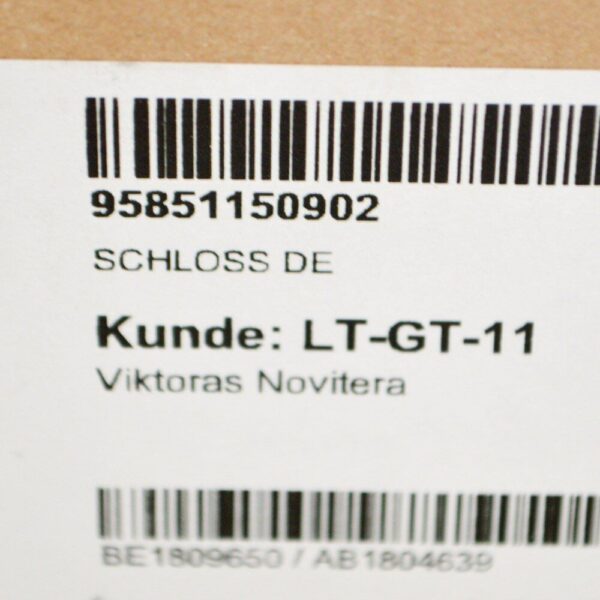 95851150902
SCHLOSS DE
Kunde: LT-GT-11
Viktoras Novitera
BE1809650 / AB1804639